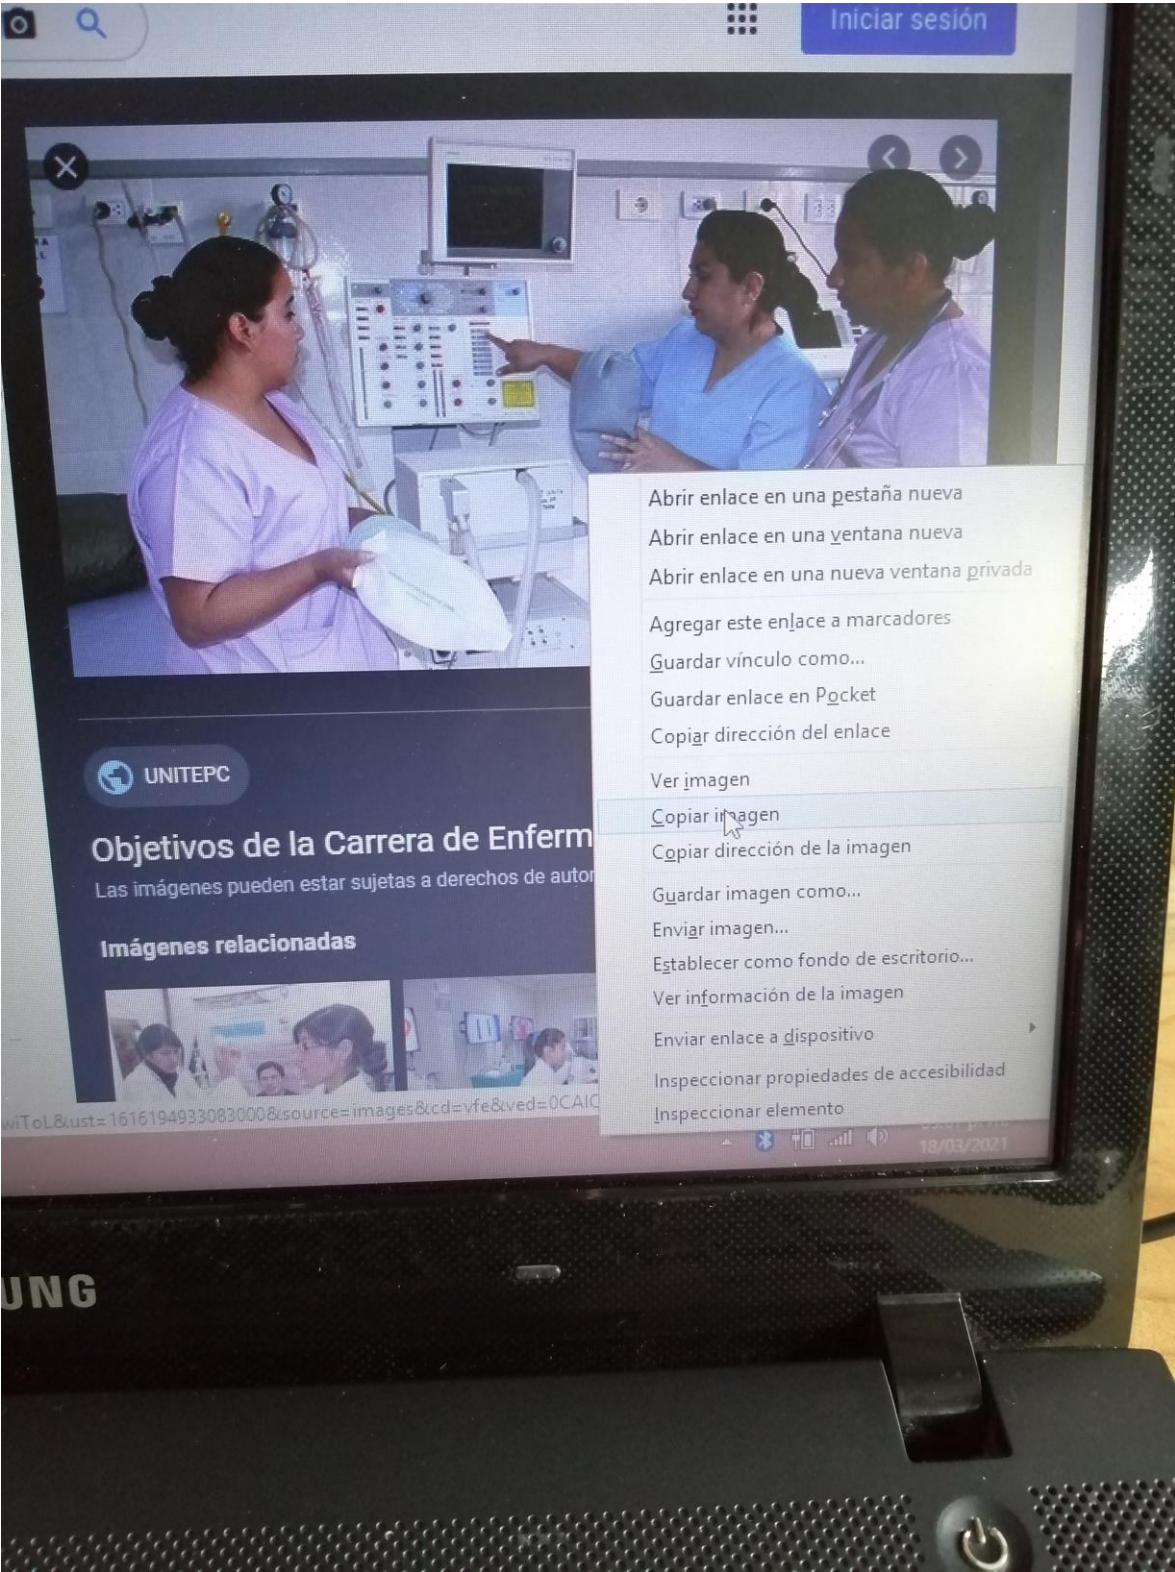 Iniciar sesión
UNITEPC
Objetivos de la Carrera de Enferm
Las imágenes pueden estar sujetas a derechos de autor
Imágenes relacionadas
Abrir enlace en una pestaña nueva
Abrir enlace en una ventana nueva
Abrir enlace en una nueva ventana privada
Agregar este enlace a marcadores
Guardar vínculo como...
Guardar enlace en Pocket
Copiar dirección del enlace
Ver imagen
Copiar imagen
Copiar dirección de la imagen
Guardar imagen como...
Enviar imagen...
Establecer como fondo de escritorio...
Ver información de la imagen
Enviar enlace a dispositivo
Inspeccionar propiedades de accesibilidad
Inspeccionar elemento
wiToL&ust=1616194933083000&source=images&cd=vfe&ved=0CAIC
18/03/2021
UNG